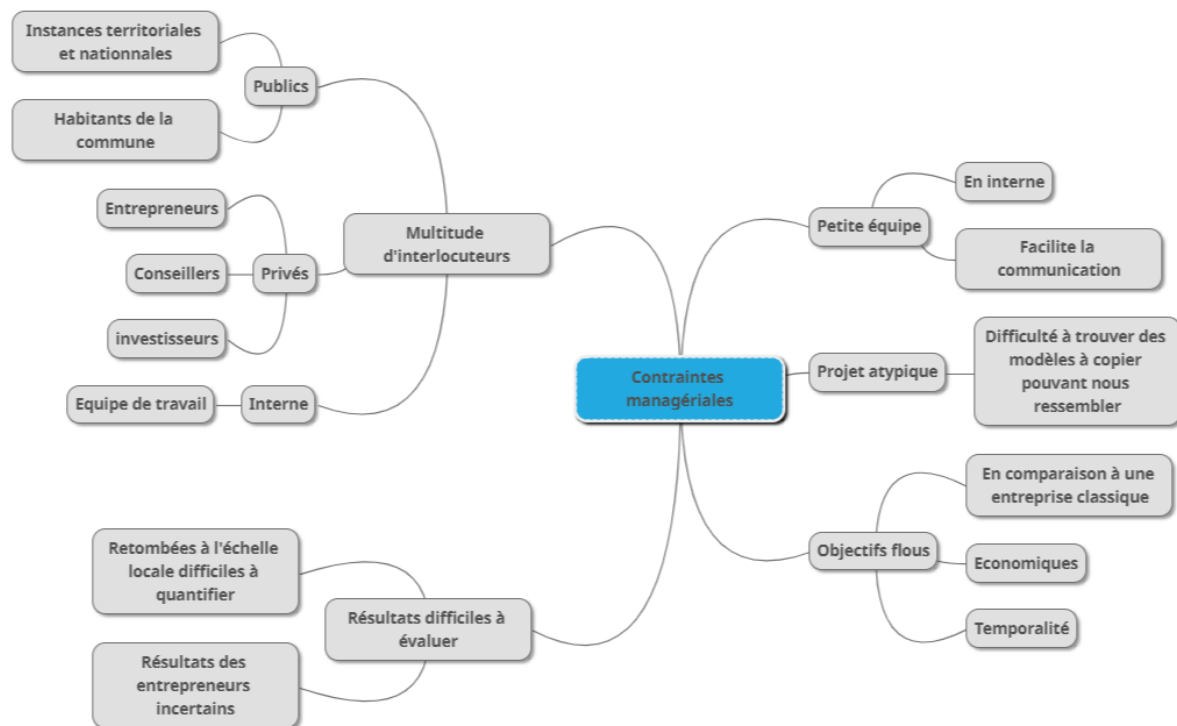 Instances territoriales
et nationnales
Publics
Habitants de la
commune
Entrepreneurs
Conseillers
Privés
investisseurs
Equipe de travail
Interne
Multitude
d'interlocuteurs
Retombées à l'échelle
locale difficiles à
quantifier
Résultats difficiles à
évaluer
Résultats des
entrepreneurs
incertains
Contraintes
managériales
Petite équipe
En interne
Facilite la
communication
Projet atypique
Difficulté à trouver des
modèles à copier
pouvant nous
ressembler
Objectifs flous
En comparaison à une
entreprise classique
Economiques
Temporalité